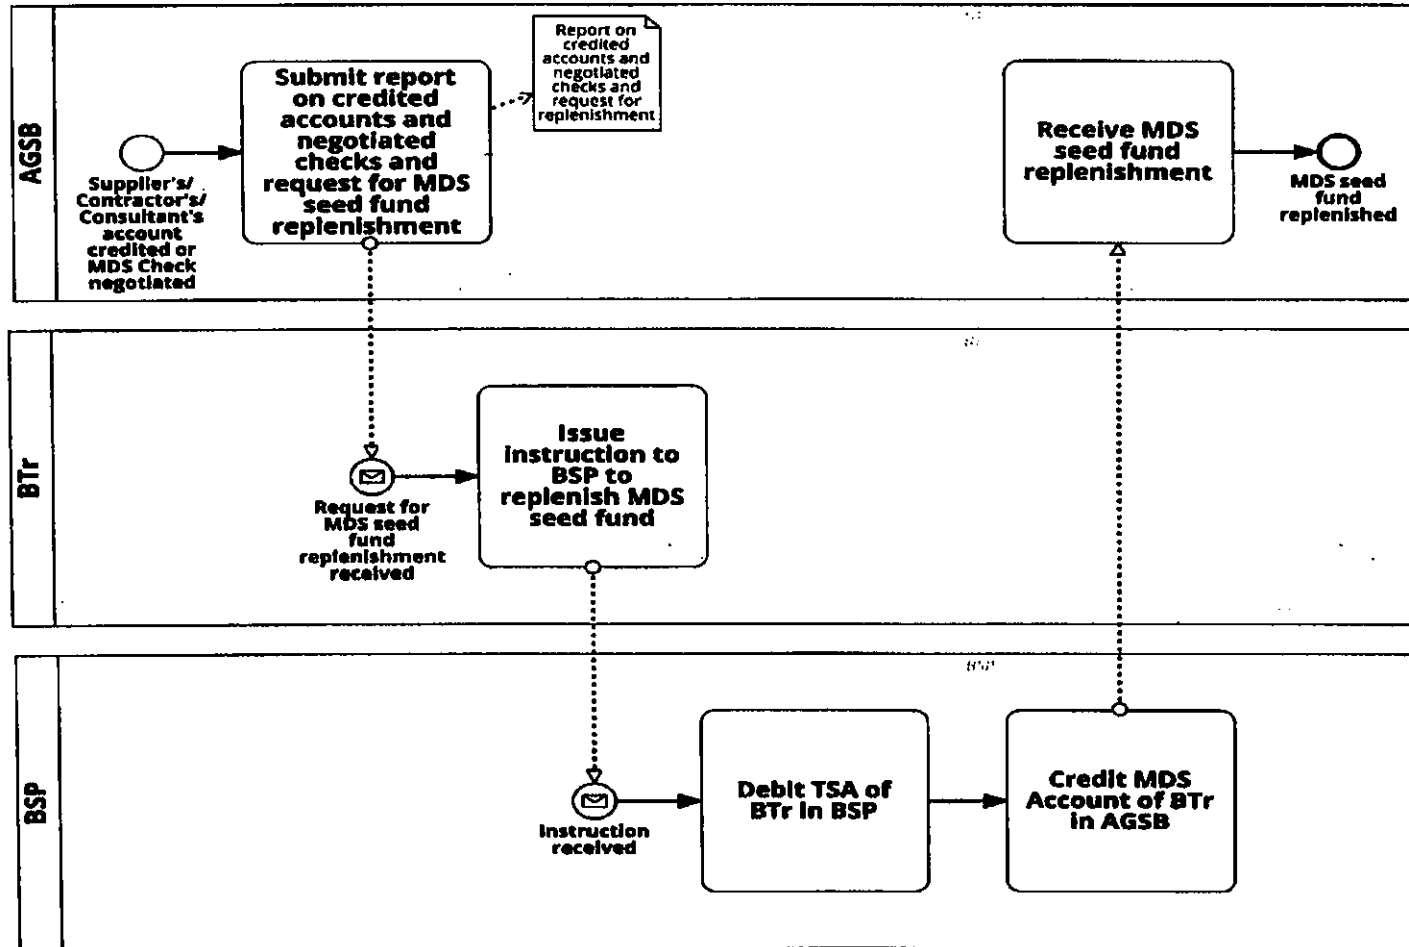 AGSB
Supplier's/
Contractor's/
Consultant's
account
credited or
MDS Check
negotiated
Submit report
on credited
accounts and
negotiated
checks and
request for MDS
seed fund
replenishment
Report on
credited
accounts and
negotiated
checks and
request for
replenishment
Receive MDS
seed fund
replenishment
MDS seed
fund
replenished
BTr
Request for
MDS seed
fund
replenishment
received
Issue
instruction to
BSP to
replenish MDS
seed fund
BSP
BSP
Instruction
received
Debit TSA of
BTr in BSP
Credit MDS
Account of BTr
in AGSB